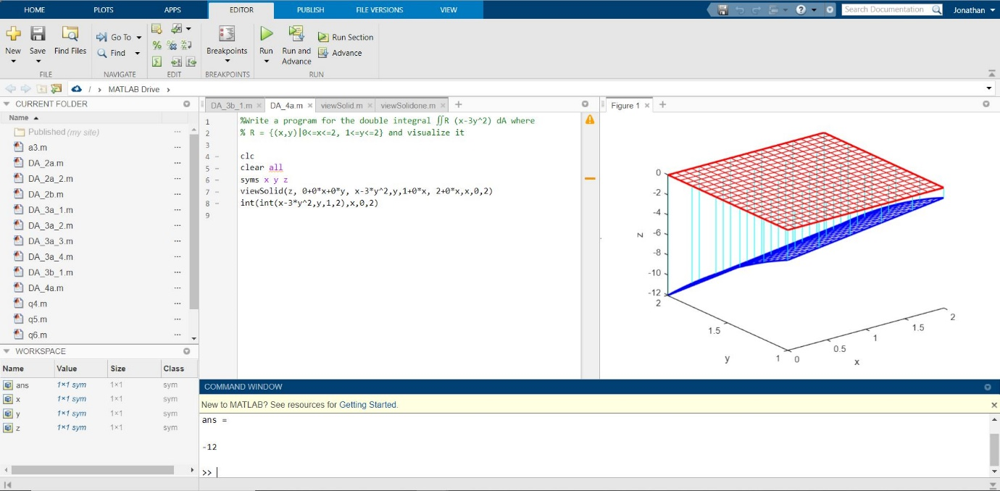 HOME PLOTS APPS EDITOR PUBLISH FILE VERSIONS VIEW Search Documentation Jonathan
New Save Find Files Go To Find Breakpoints Run Run and Advance Run Section Advance
FILE NAVIGATE EDIT BREAKPOINTS RUN
/ > MATLAB Drive >
CURRENT FOLDER
Name
Published (my site)
a3.m
DA_2a.m
DA_2a_2.m
DA_2b.m
DA_3a_1.m
DA_3a_2.m
DA_3a_3.m
DA_3a_4.m
DA_3b_1.m
DA_4a.m
q4.m
q5.m
q6.m
WORKSPACE
Name Value Size Class
ans 1×1 sym 1×1 sym
x 1×1 sym 1×1 sym
y 1×1 sym 1×1 sym
z 1×1 sym 1×1 sym
DA_3b_1.m × DA_4a.m × viewSolid.m × viewSolidone.m × +
1 %Write a program for the double integral ∬R (x-3y^2) dA where
2 % R = {(x,y)|0<=x<=2, 1<=y<=2} and visualize it
3
4 - clc
5 - clear all
6 - syms x y z
7 - viewSolid(z, 0+0*x+0*y, x-3*y^2,y,1+0*x, 2+0*x,x,0,2)
8 - int(int(x-3*y^2,y,1,2),x,0,2)
9
Figure 1 × +
0
-2
-4
-6
-8
-10
-12
z
2
1.5
1
y
0
0.5
1
1.5
2
x
COMMAND WINDOW
New to MATLAB? See resources for Getting Started.
ans =
-12
>>